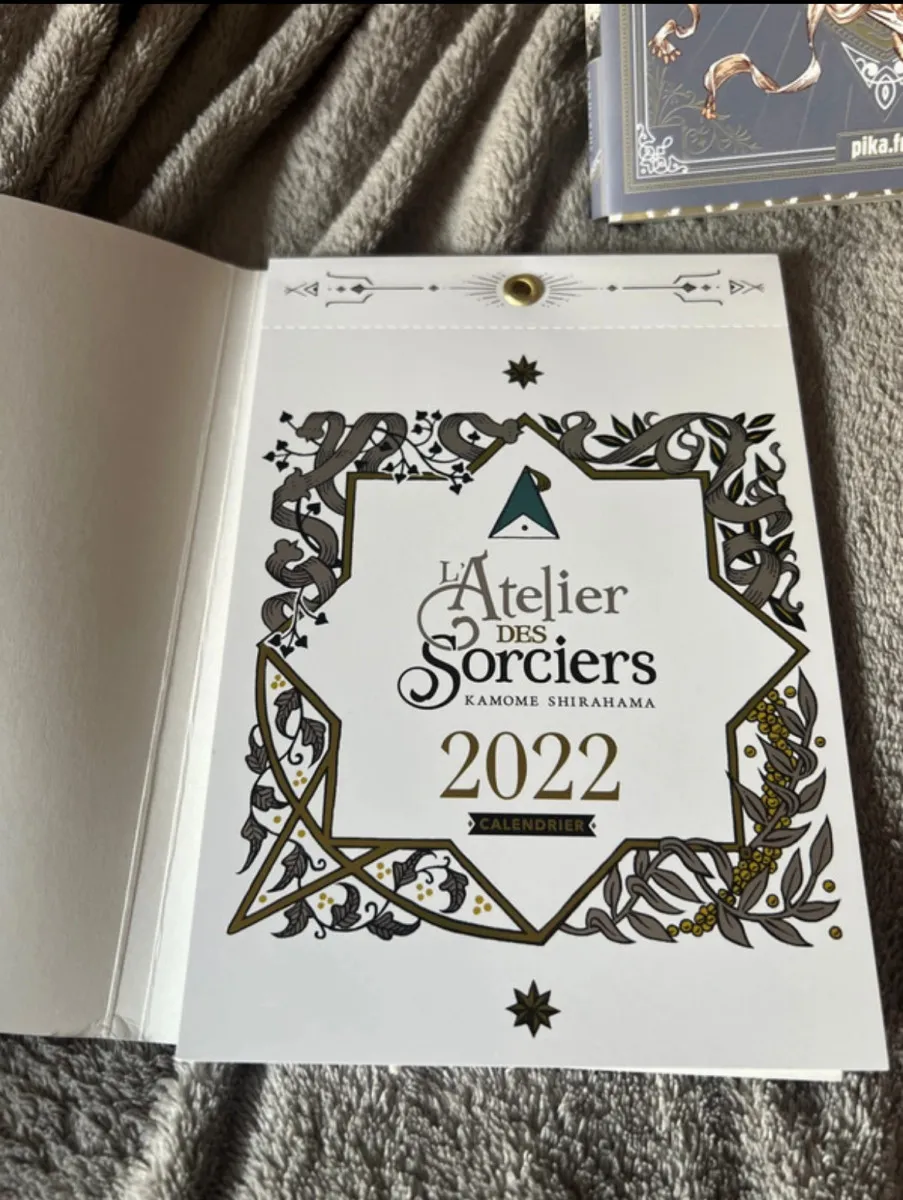 pika.fr
L'Atelier
DES
Sorciers
KAMOME SHIRAHAMA
2022
CALENDRIER